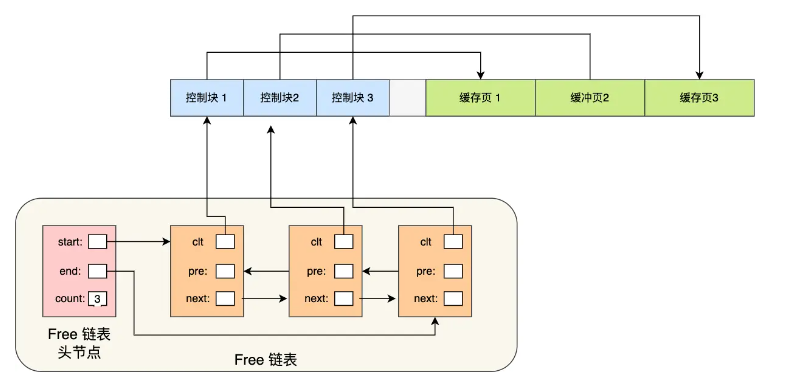 控制块 1
控制块2
控制块 3
缓存页 1
缓冲页2
缓存页3
start:
end:
count: 3
clt
pre:
next:
clt
pre:
next:
clt
pre:
next:
Free 链表
头节点
Free 链表